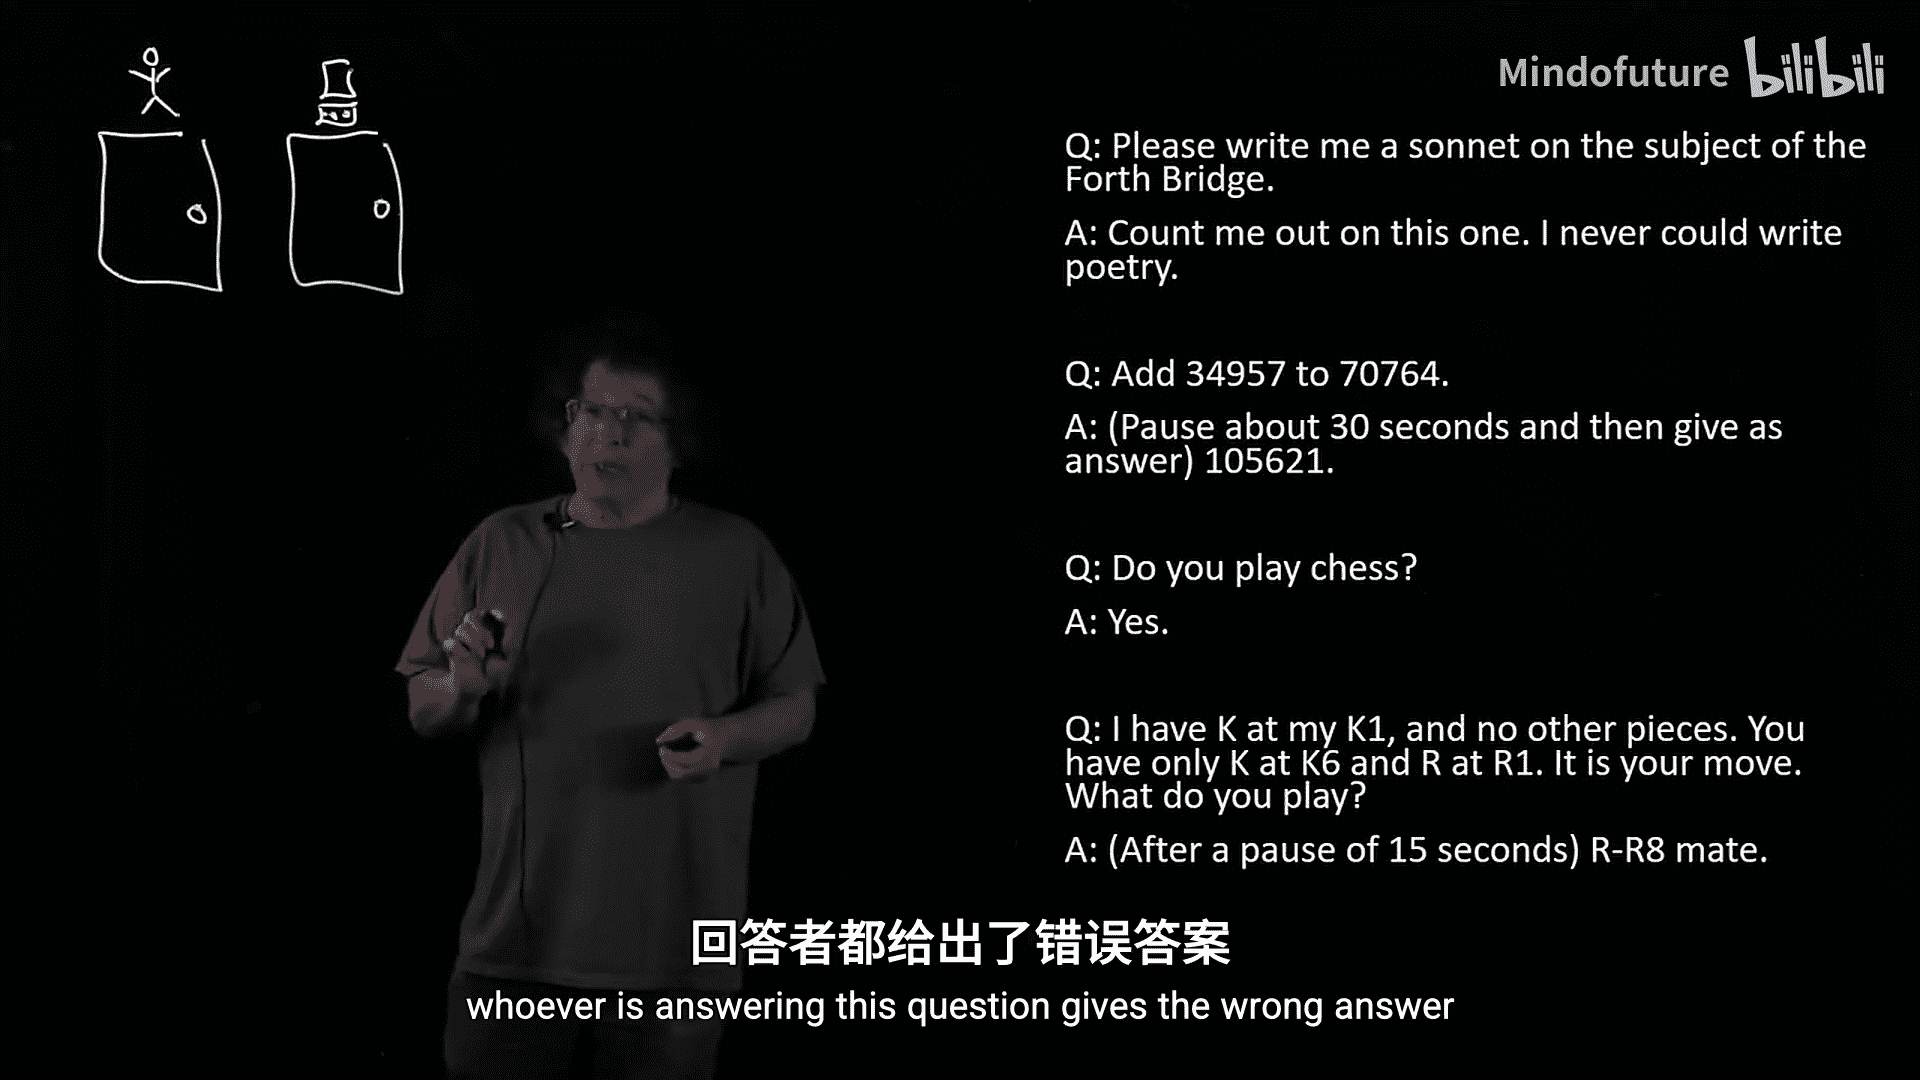 Mindofuture bilibili
Q: Please write me a sonnet on the subject of the
Forth Bridge.
A: Count me out on this one. I never could write
poetry.
Q: Add 34957 to 70764.
A: (Pause about 30 seconds and then give as
answer) 105621.
Q: Do you play chess?
A: Yes.
Q: I have K at my K1, and no other pieces. You
have only K at K6 and R at R1. It is your move.
What do you play?
A: (After a pause of 15 seconds) R-R8 mate.
回答者都给出了错误答案
whoever is answering this question gives the wrong answer